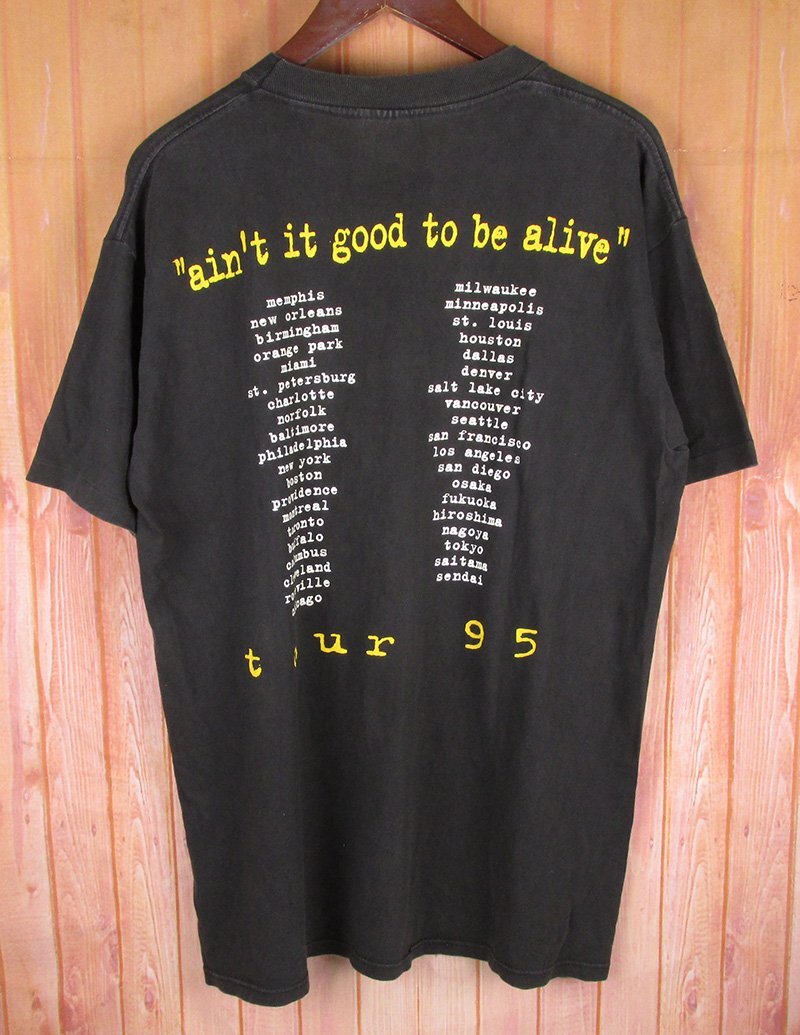 "ain't it good to be alive"
memphis
new orleans
birmingham
orange park
miami
st. petersburg
charlotte
norfolk
baltimore
philadelphia
new york
boston
providence
montreal
toronto
buffalo
columbus
cleveland
roseville
chicago
milwaukee
minneapolis
st. louis
houston
dallas
denver
salt lake city
vancouver
seattle
san francisco
los angeles
san diego
osaka
fukuoka
hiroshima
nagoya
tokyo
saitama
sendai
tour 95